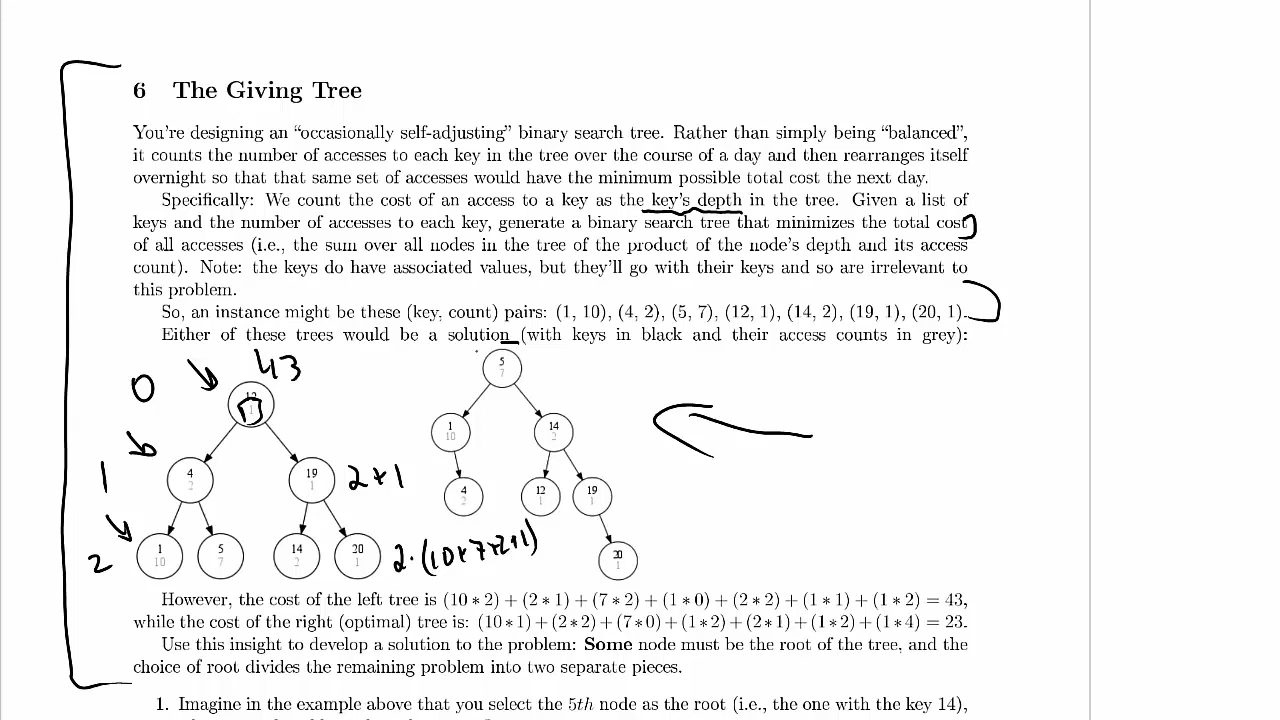 6 The Giving Tree
You're designing an “occasionally self-adjusting” binary search tree. Rather than simply being “balanced”,
it counts the number of accesses to each key in the tree over the course of a day and then rearranges itself
overnight so that that same set of accesses would have the minimum possible total cost the next day.
Specifically: We count the cost of an access to a key as the key's depth in the tree. Given a list of
keys and the number of accesses to each key, generate a binary search tree that minimizes the total cost
of all accesses (i.e., the sum over all nodes in the tree of the product of the node's depth and its access
count). Note: the keys do have associated values, but they'll go with their keys and so are irrelevant to
this problem.
So, an instance might be these (key, count) pairs: (1, 10), (4, 2), (5, 7), (12, 1), (14, 2), (19, 1), (20, 1).
Either of these trees would be a solution (with keys in black and their access counts in grey):
43
0
5
7
1
10
14
2
1
4
2
19
1
2+1
4
2
12
1
19
1
2
1
10
5
7
14
2
20
1
2·(10+7+2+1)
20
1
However, the cost of the left tree is (10 * 2) + (2 * 1) + (7 * 2) + (1 * 0) + (2 * 2) + (1 * 1) + (1 * 2) = 43,
while the cost of the right (optimal) tree is: (10 * 1) + (2 * 2) + (7 * 0) + (1 * 2) + (2 * 1) + (1 * 2) + (1 * 4) = 23.
Use this insight to develop a solution to the problem: Some node must be the root of the tree, and the
choice of root divides the remaining problem into two separate pieces.
1. Imagine in the example above that you select the 5th node as the root (i.e., the one with the key 14),